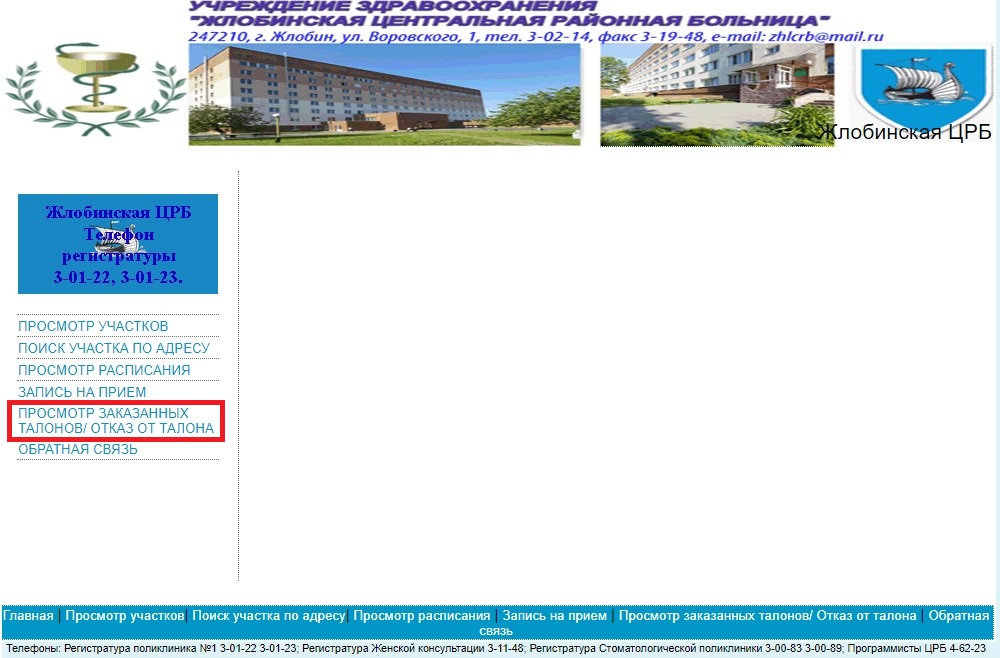 УЧРЕЖДЕНИЕ ЗДРАВООХРАНЕНИЯ
"ЖЛОБИНСКАЯ ЦЕНТРАЛЬНАЯ РАЙОННАЯ БОЛЬНИЦА"
247210, г. Жлобин, ул. Воровского, 1, тел. 3-02-14, факс 3-19-48, e-mail: zhlcrb@mail.ru
Жлобинская ЦРБ
Жлобинская ЦРБ
Телефон
регистратуры
3-01-22, 3-01-23.
ПРОСМОТР УЧАСТКОВ
ПОИСК УЧАСТКА ПО АДРЕСУ
ПРОСМОТР РАСПИСАНИЯ
ЗАПИСЬ НА ПРИЕМ
ПРОСМОТР ЗАКАЗАННЫХ
ТАЛОНОВ/ ОТКАЗ ОТ ТАЛОНА
ОБРАТНАЯ СВЯЗЬ
Главная | Просмотр участков| Поиск участка по адресу| Просмотр расписания | Запись на прием | Просмотр заказанных талонов/ Отказ от талона | Обратная
связь
Телефоны: Регистратура поликлиника №1 3-01-22 3-01-23; Регистратура Женской консультации 3-11-48; Регистратура Стоматологической поликлиники 3-00-83 3-00-89; Программисты ЦРБ 4-62-23